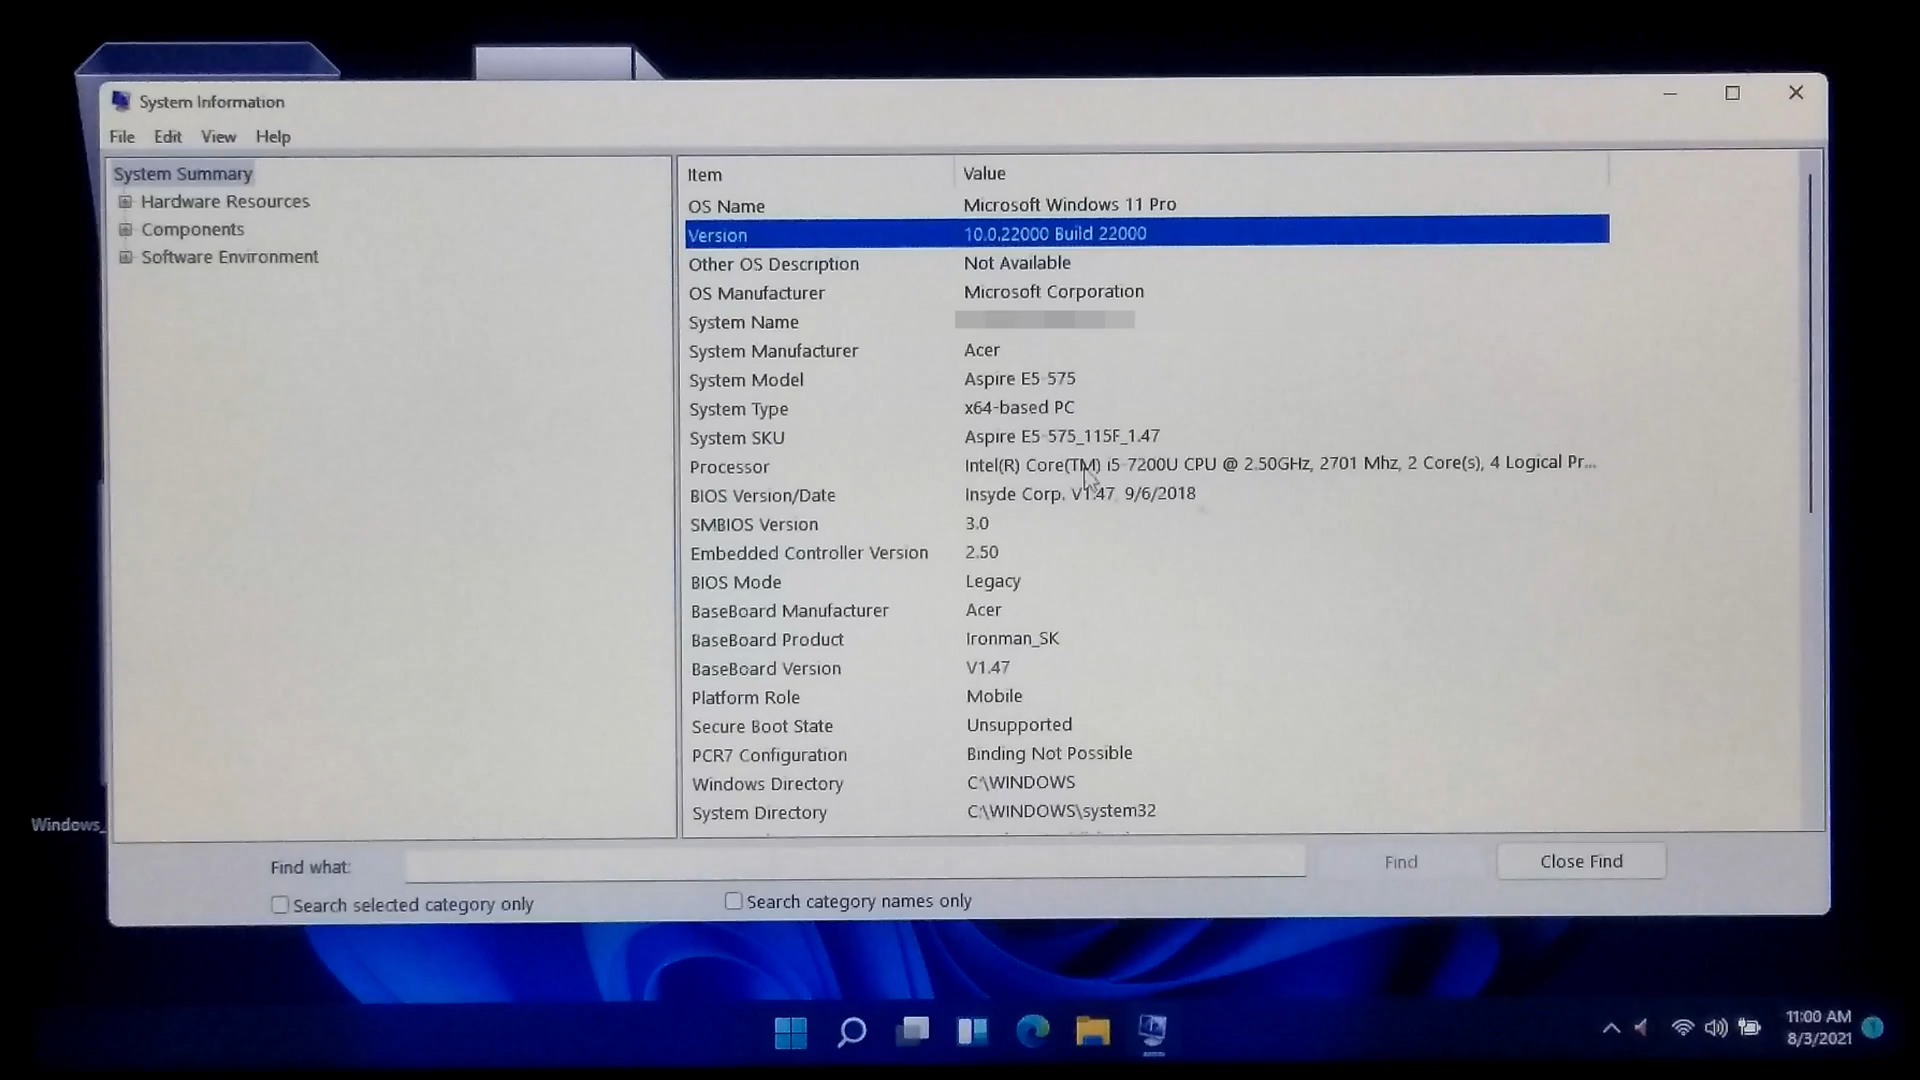 System Information
File Edit View Help
System Summary
Hardware Resources
Components
Software Environment
Item Value
OS Name Microsoft Windows 11 Pro
Version 10.0.22000 Build 22000
Other OS Description Not Available
OS Manufacturer Microsoft Corporation
System Name
System Manufacturer Acer
System Model Aspire E5-575
System Type x64-based PC
System SKU Aspire E5-575_115F_1.47
Processor Intel(R) Core(TM) i5-7200U CPU @ 2.50GHz, 2701 Mhz, 2 Core(s), 4 Logical Pr...
BIOS Version/Date Insyde Corp. V1.47, 9/6/2018
SMBIOS Version 3.0
Embedded Controller Version 2.50
BIOS Mode Legacy
BaseBoard Manufacturer Acer
BaseBoard Product Ironman_SK
BaseBoard Version V1.47
Platform Role Mobile
Secure Boot State Unsupported
PCR7 Configuration Binding Not Possible
Windows Directory C:\WINDOWS
System Directory C:\WINDOWS\system32
Windows_
Find what: Find Close Find
Search selected category only Search category names only
11:00 AM
8/3/2021